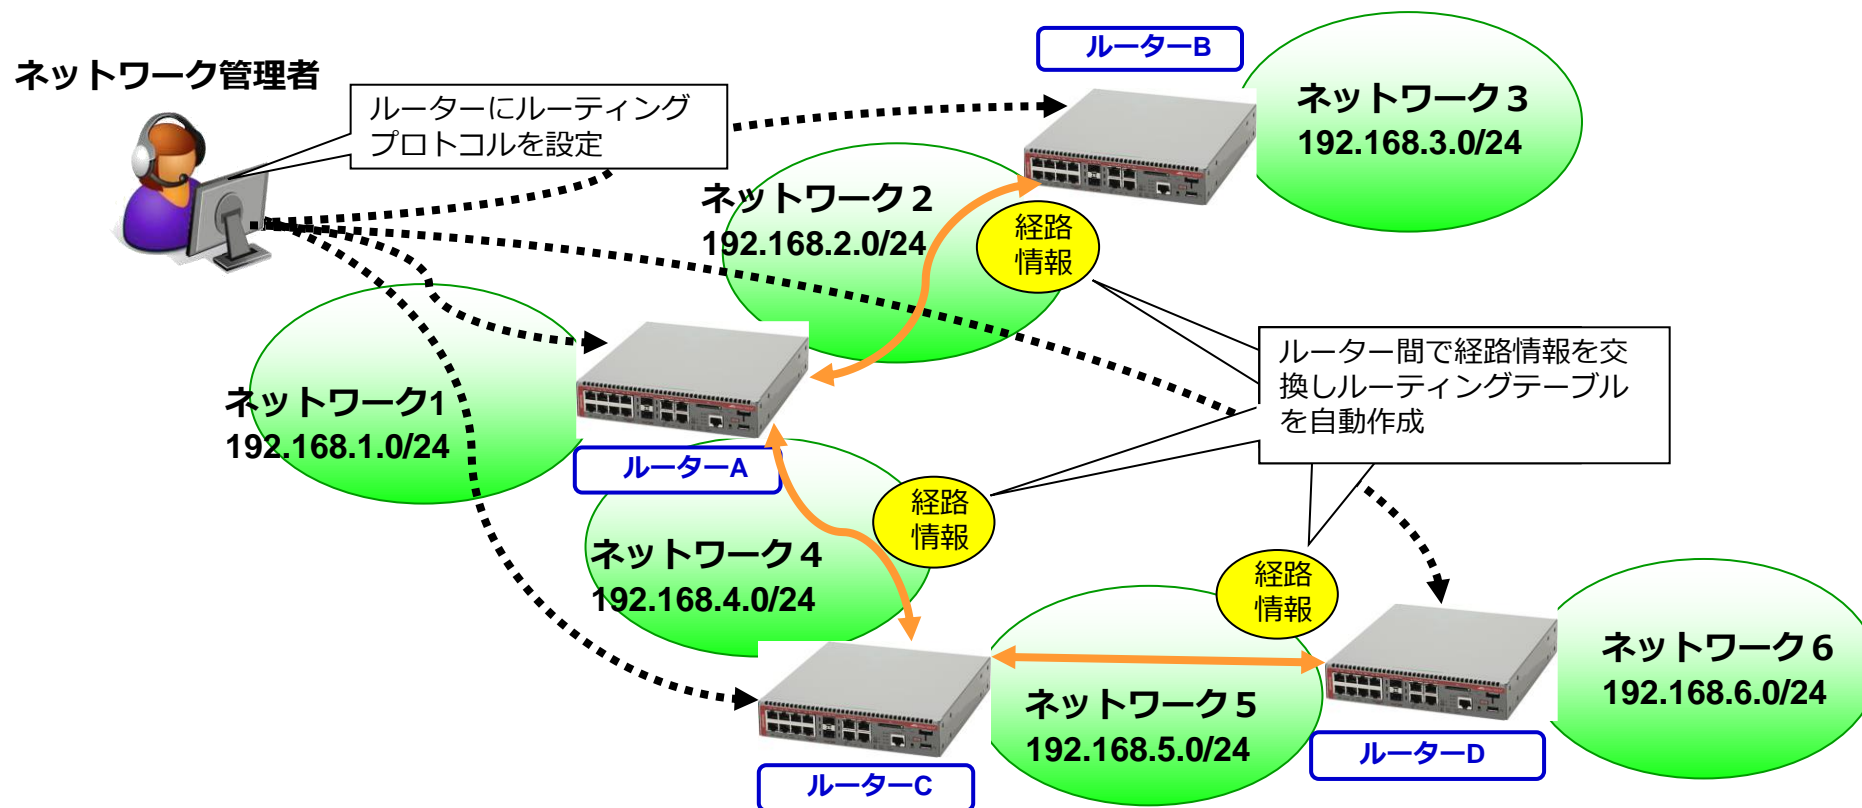 ルーターB
ネットワーク管理者
ルーターにルーティング
プロトコルを設定
ネットワーク３
192.168.3.0/24
ネットワーク２
192.168.2.0/24
経路
情報
ルーター間で経路情報を交
換しルーティングテーブル
を自動作成
ネットワーク1
192.168.1.0/24
ルーターA
経路
情報
ネットワーク４
192.168.4.0/24
経路
情報
ネットワーク６
192.168.6.0/24
ネットワーク５
192.168.5.0/24
ルーターD
ルーターC